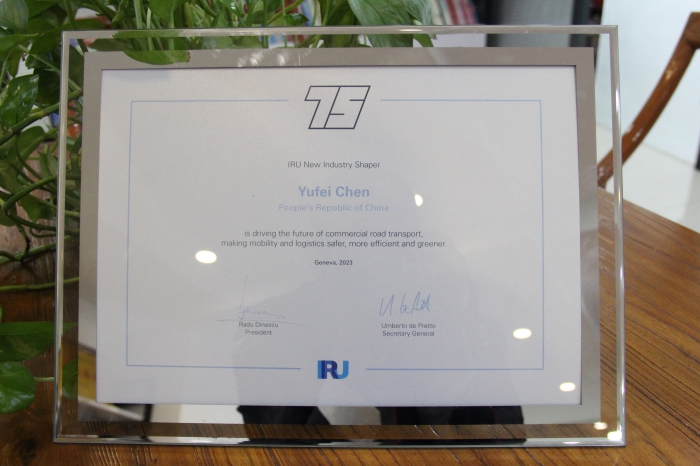 75
IRU New Industry Shaper
Yufei Chen
People's Republic of China
is driving the future of commercial road transport,
making mobility and logistics safer, more efficient and greener.
Geneva, 2023
Radu Dinescu
President
Umberto de Pretto
Secretary General
IRU